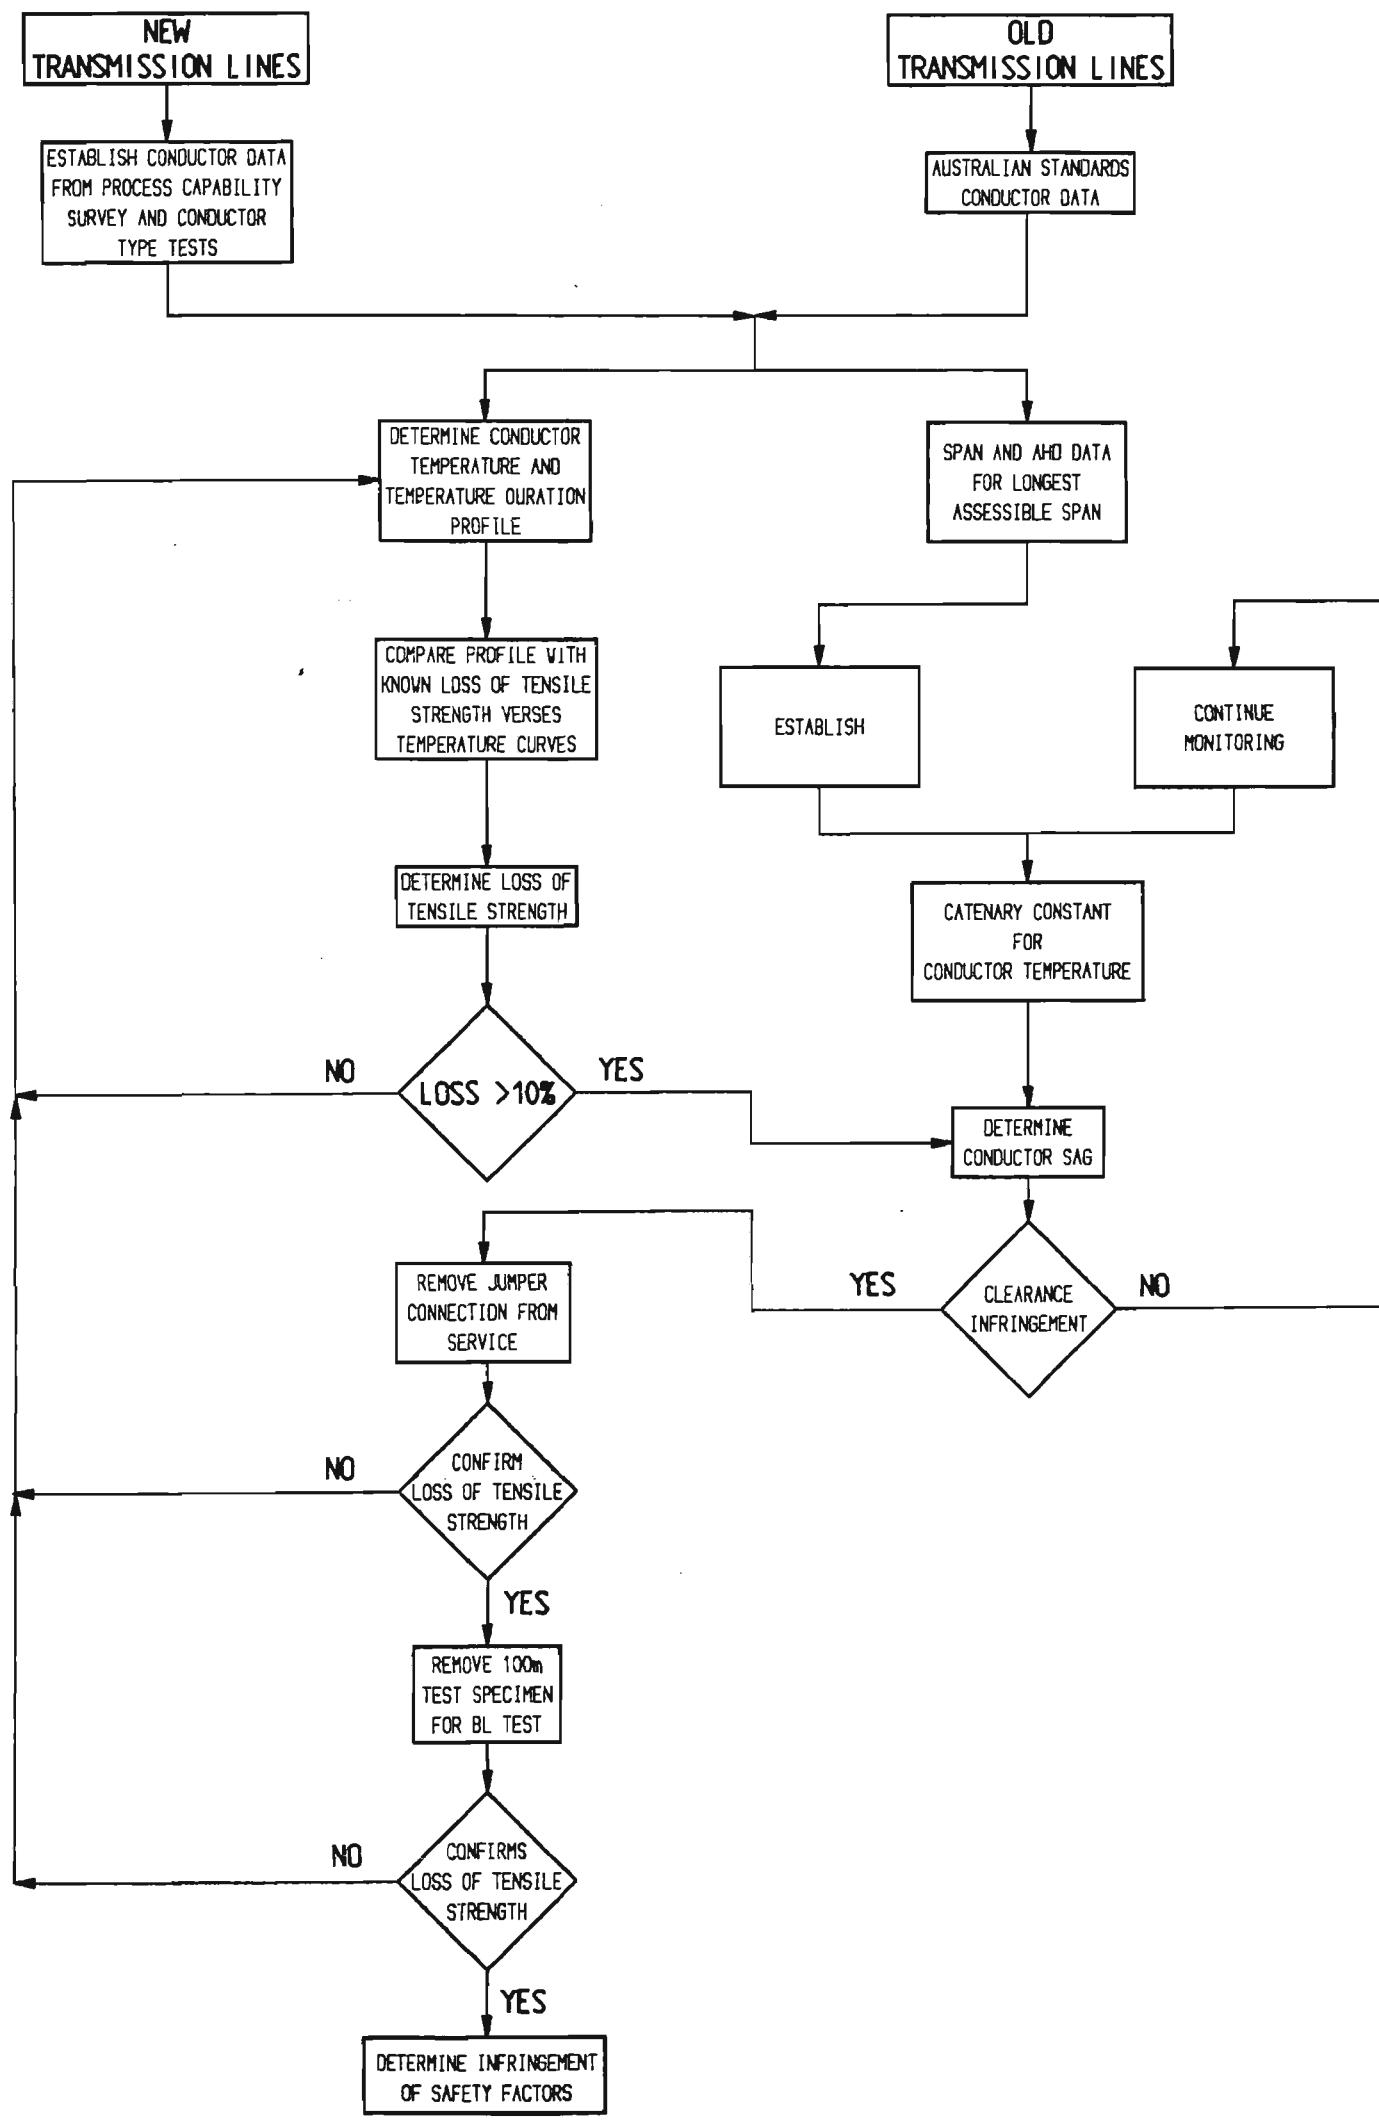 NEW
TRANSMISSION LINES
OLD
TRANSMISSION LINES
ESTABLISH CONDUCTOR DATA
FROM PROCESS CAPABILITY
SURVEY AND CONDUCTOR
TYPE TESTS
AUSTRALIAN STANDARDS
CONDUCTOR DATA
DETERMINE CONDUCTOR
TEMPERATURE AND
TEMPERATURE DURATION
PROFILE
SPAN AND AHD DATA
FOR LONGEST
ASSESSIBLE SPAN
COMPARE PROFILE WITH
KNOWN LOSS OF TENSILE
STRENGTH VERSES
TEMPERATURE CURVES
ESTABLISH
CONTINUE
MONITORING
DETERMINE LOSS OF
TENSILE STRENGTH
CATENARY CONSTANT
FOR
CONDUCTOR TEMPERATURE
NO
YES
LOSS >10%
DETERMINE
CONDUCTOR SAG
REMOVE JUMPER
CONNECTION FROM
SERVICE
YES
NO
CLEARANCE
INFRINGEMENT
NO
CONFIRM
LOSS OF TENSILE
STRENGTH
YES
REMOVE 100m
TEST SPECIMEN
FOR BL TEST
NO
CONFIRMS
LOSS OF TENSILE
STRENGTH
YES
DETERMINE INFRINGEMENT
OF SAFETY FACTORS